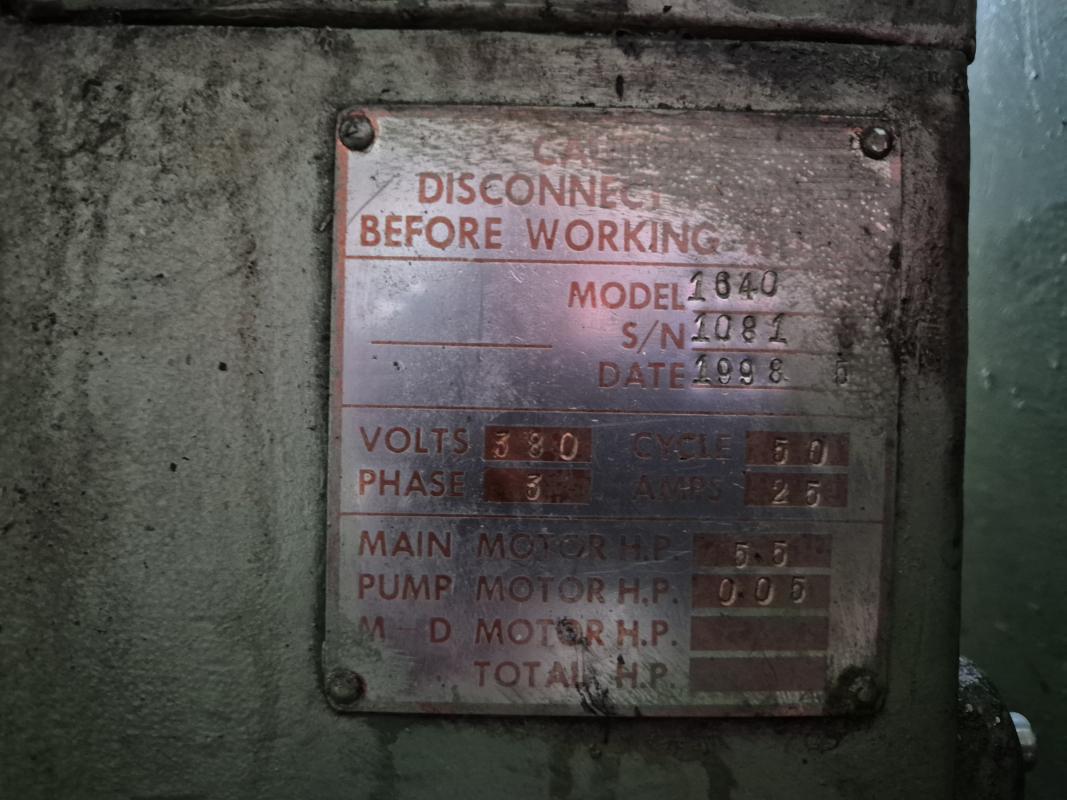 DISCONNECT
BEFORE WORKING
MODEL 1640
S/N 1081
DATE 1998 5
VOLTS 380 CYCLE 50
PHASE 3 AMPS 25
MAIN MOTOR H.P. 5.5
PUMP MOTOR H.P. 0.05
M D MOTOR H.P.
TOTAL H.P.